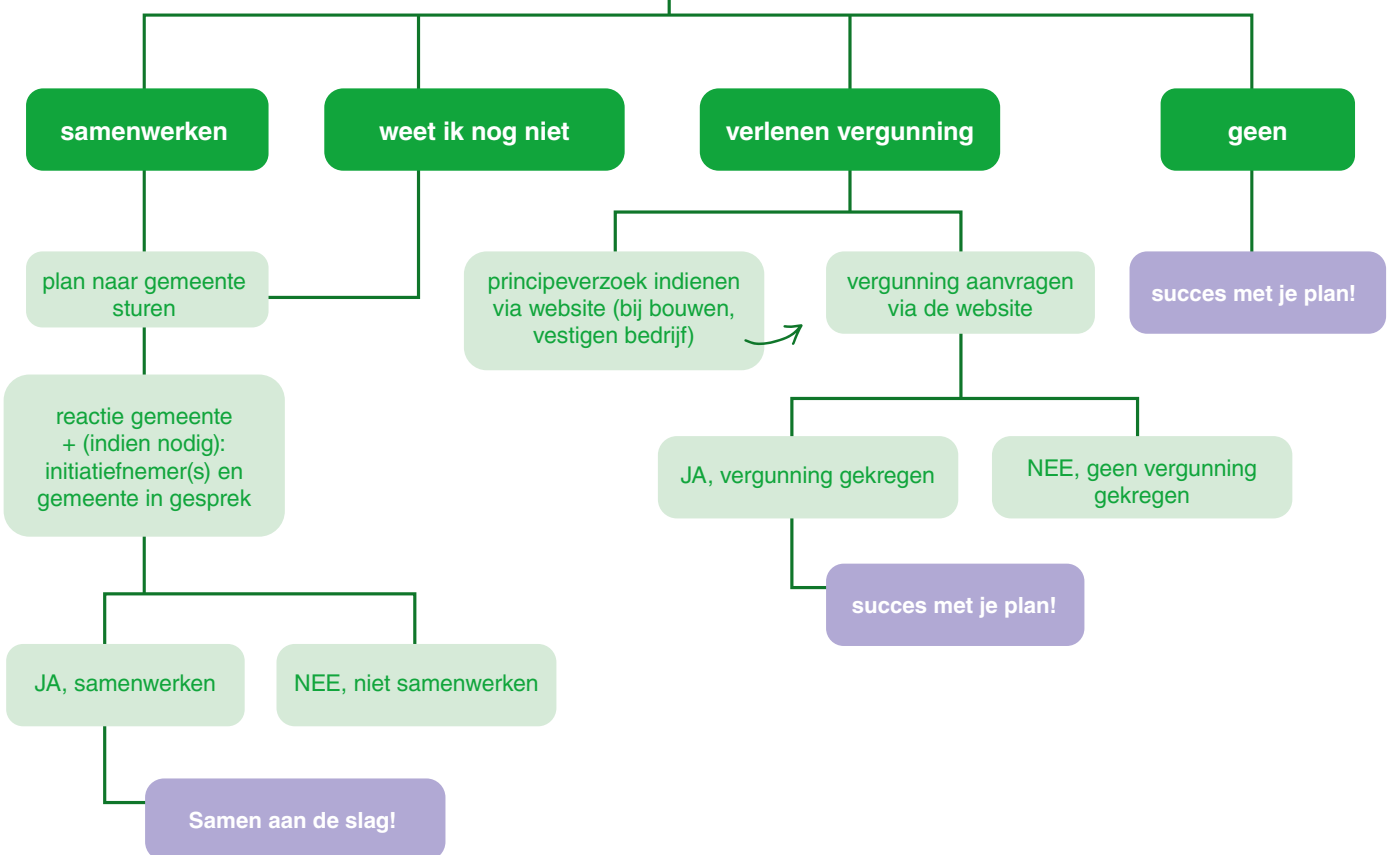 samenwerken
weet ik nog niet
verlenen vergunning
geen
plan naar gemeente
sturen
principeverzoek indienen
via website (bij bouwen,
vestigen bedrijf)
vergunning aanvragen
via de website
succes met je plan!
reactie gemeente
+ (indien nodig):
initiatiefnemer(s) en
gemeente in gesprek
JA, vergunning gekregen
NEE, geen vergunning
gekregen
succes met je plan!
JA, samenwerken
NEE, niet samenwerken
Samen aan de slag!